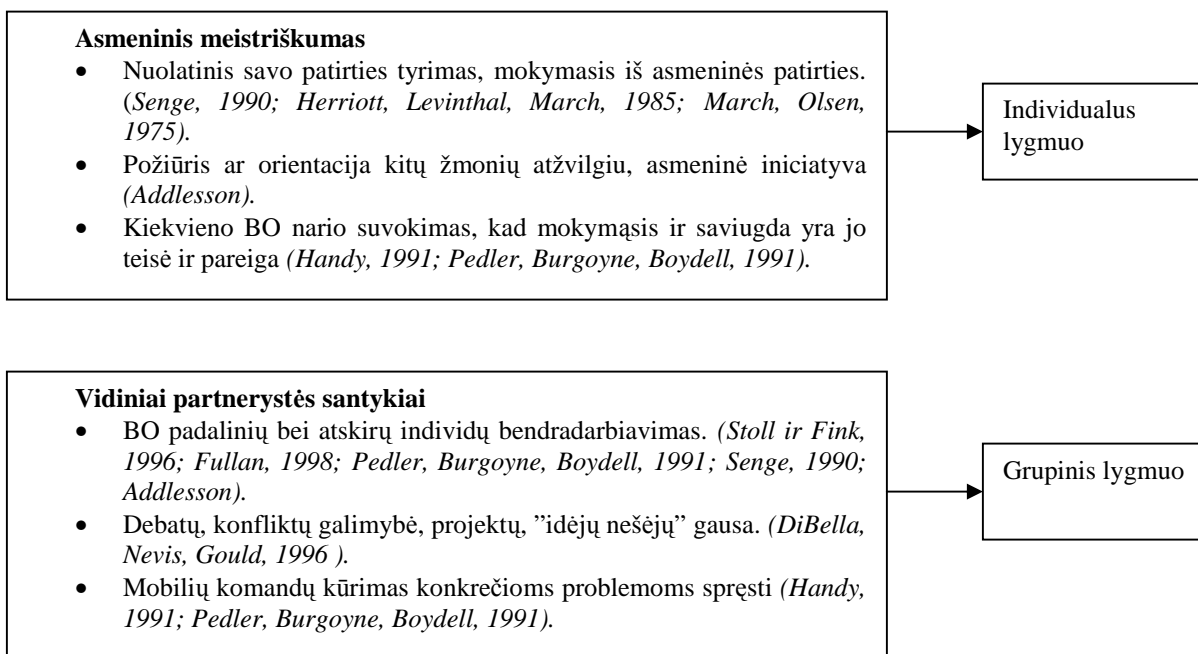 Asmeninis meistriškumas
• Nuolatinis savo patirties tyrimas, mokymasis iš asmeninės patirties.
(Senge, 1990; Herriott, Levinthal, March, 1985; March, Olsen,
1975).
• Požiūris ar orientacija kitų žmonių atžvilgiu, asmeninė iniciatyva
(Addlesson).
• Kiekvieno BO nario suvokimas, kad mokymąsis ir saviugda yra jo
teisė ir pareiga (Handy, 1991; Pedler, Burgoyne, Boydell, 1991).
Individualus
lygmuo
Vidiniai partnerystės santykiai
• BO padalinių bei atskirų individų bendradarbiavimas. (Stoll ir Fink,
1996; Fullan, 1998; Pedler, Burgoyne, Boydell, 1991; Senge, 1990;
Addlesson).
• Debatų, konfliktų galimybė, projektų, ”idėjų nešėjų” gausa. (DiBella,
Nevis, Gould, 1996 ).
• Mobilių komandų kūrimas konkrečioms problemoms spręsti (Handy,
1991; Pedler, Burgoyne, Boydell, 1991).
Grupinis lygmuo